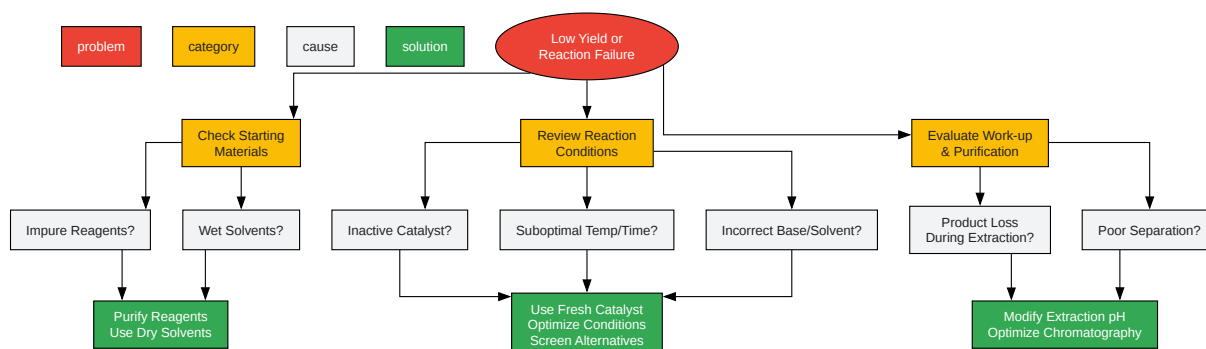 problem
category
cause
solution
Low Yield or
Reaction Failure
Check Starting
Materials
Review Reaction
Conditions
Evaluate Work-up
& Purification
Impure Reagents?
Wet Solvents?
Inactive Catalyst?
Suboptimal Temp/Time?
Incorrect Base/Solvent?
Product Loss
During Extraction?
Poor Separation?
Purify Reagents
Use Dry Solvents
Use Fresh Catalyst
Optimize Conditions
Screen Alternatives
Modify Extraction pH
Optimize Chromatography